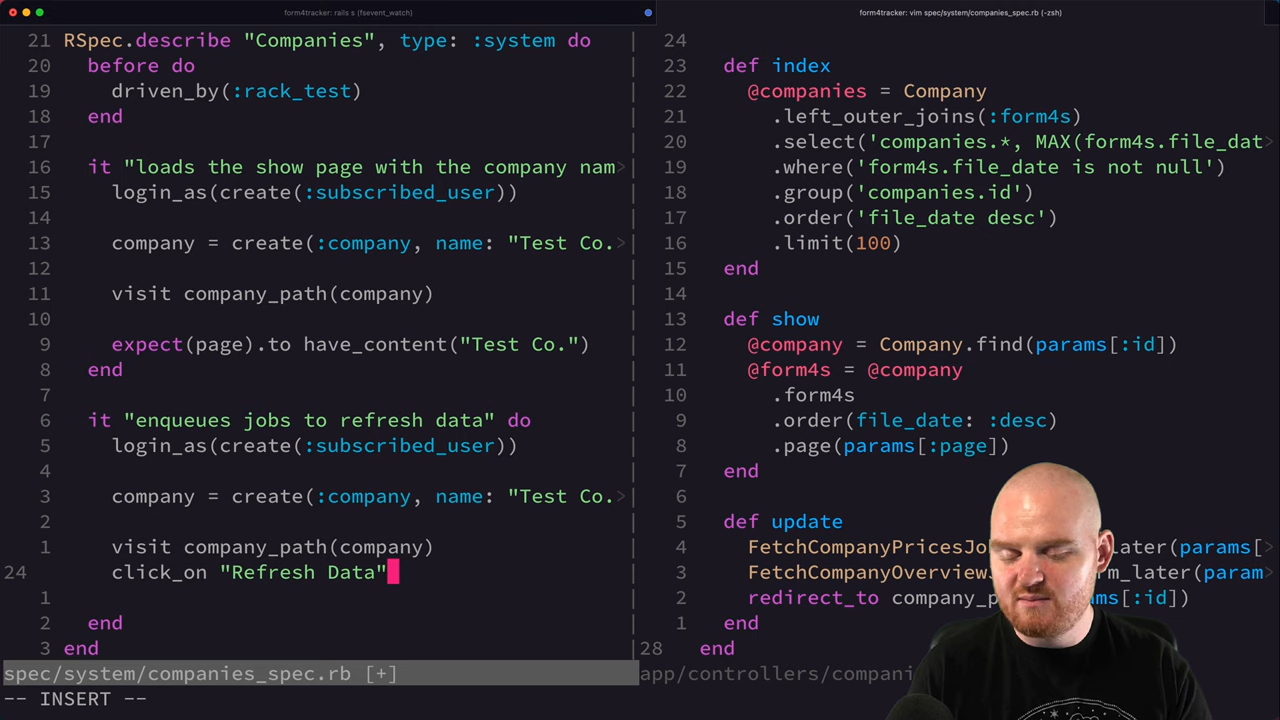 form4tracker: rails s (fsevent_watch)
form4tracker: vim spec/system/companies_spec.rb (-zsh)
21 RSpec.describe "Companies", type: :system do
20 before do
19 driven_by(:rack_test)
18 end
17
16 it "loads the show page with the company nam>
15 login_as(create(:subscribed_user))
14
13 company = create(:company, name: "Test Co.>
12
11 visit company_path(company)
10
9 expect(page).to have_content("Test Co.")
8 end
7
6 it "enqueues jobs to refresh data" do
5 login_as(create(:subscribed_user))
4
3 company = create(:company, name: "Test Co.>
2
1 visit company_path(company)
24 click_on "Refresh Data"
1
2 end
3 end
spec/system/companies_spec.rb [+]
-- INSERT --
24
23 def index
22 @companies = Company
21 .left_outer_joins(:form4s)
20 .select('companies.*, MAX(form4s.file_dat>
19 .where('form4s.file_date is not null')
18 .group('companies.id')
17 .order('file_date desc')
16 .limit(100)
15 end
14
13 def show
12 @company = Company.find(params[:id])
11 @form4s = @company
10 .form4s
9 .order(file_date: :desc)
8 .page(params[:page])
7 end
6
5 def update
4 FetchCompanyPricesJo later(params[>
3 FetchCompanyOverview rm_later(param>
2 redirect_to company_p ms[:id])
1 end
28 end
app/controllers/compani